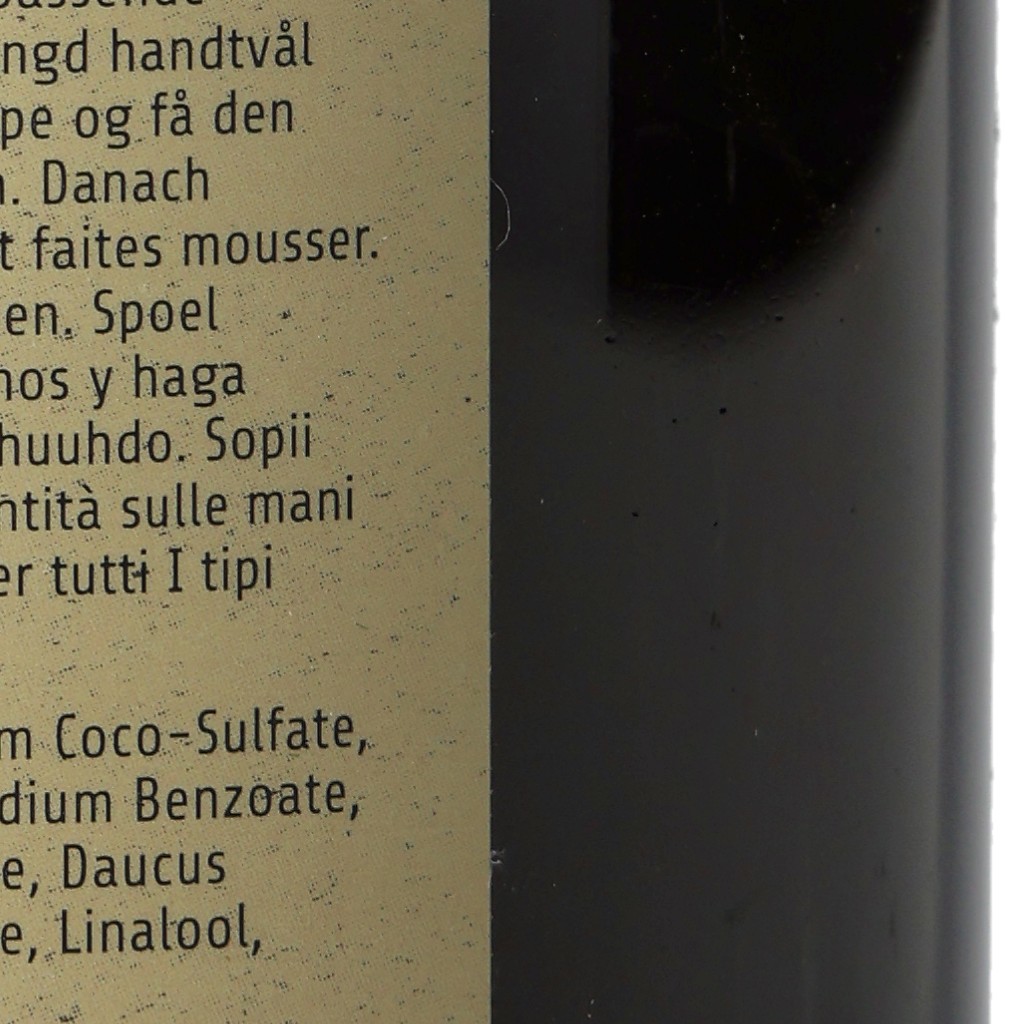 ngd handtvål
pe og få den
. Danach
t faites mousser.
en. Spoel
nos y haga
huuhdo. Sopii
ntità sulle mani
er tutti I tipi
m Coco-Sulfate,
dium Benzoate,
e, Daucus
e, Linalool,